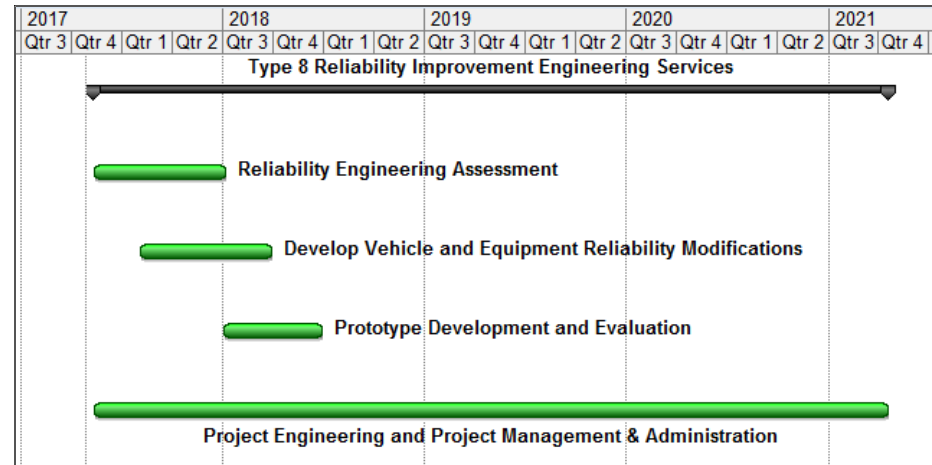 2017 2018 2019 2020 2021
Qtr 3 Qtr 4 Qtr 1 Qtr 2 Qtr 3 Qtr 4 Qtr 1 Qtr 2 Qtr 3 Qtr 4 Qtr 1 Qtr 2 Qtr 3 Qtr 4 Qtr 1 Qtr 2 Qtr 3 Qtr 4
Type 8 Reliability Improvement Engineering Services
Reliability Engineering Assessment
Develop Vehicle and Equipment Reliability Modifications
Prototype Development and Evaluation
Project Engineering and Project Management & Administration